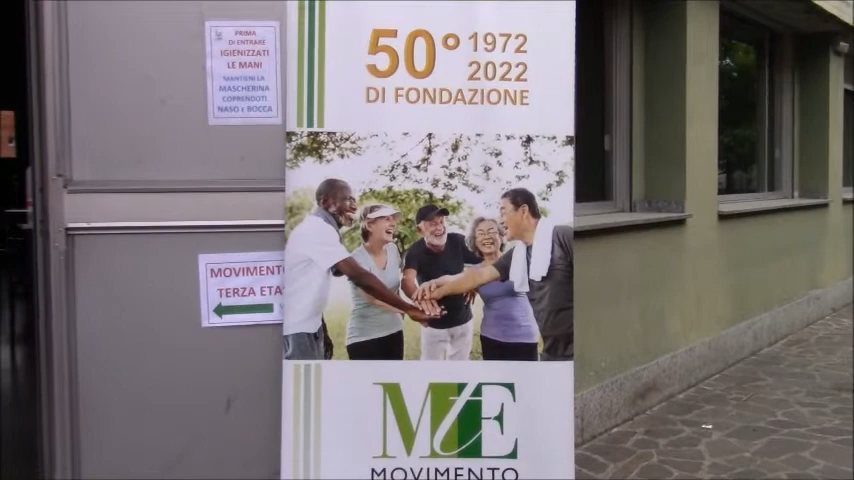 PRIMA
DI ENTRARE
IGIENIZZATI
LE MANI
MANTIENI LA
MASCHERINA
COPRENDOTI
NASO E BOCCA
50° 1972
2022
DI FONDAZIONE
MOVIMENTO
TERZA ETA
MtE
MOVIMENTO